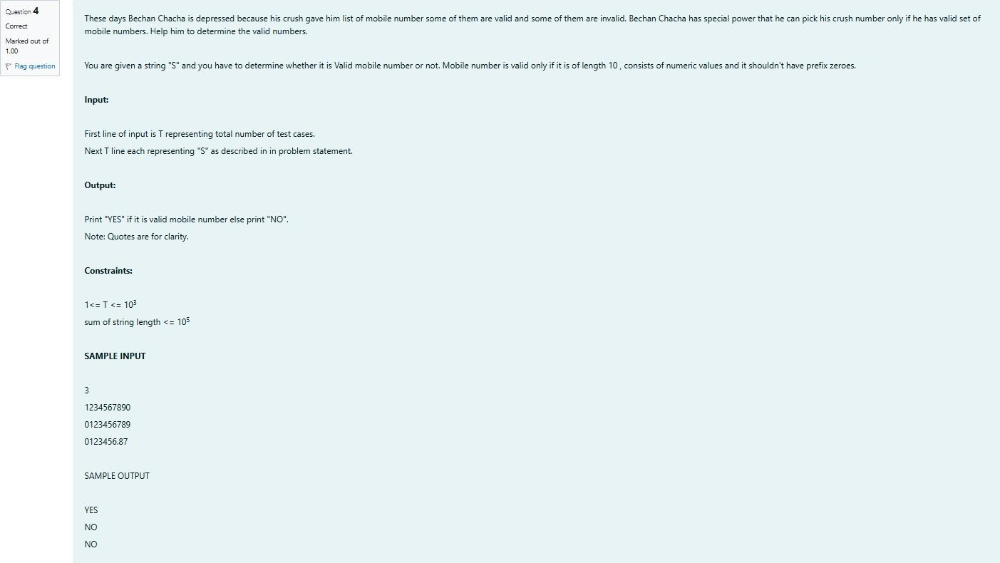 Question 4
Correct
Marked out of
1.00
Flag question
These days Bechan Chacha is depressed because his crush gave him list of mobile number some of them are valid and some of them are invalid. Bechan Chacha has special power that he can pick his crush number only if he has valid set of
mobile numbers. Help him to determine the valid numbers.
You are given a string "S" and you have to determine whether it is Valid mobile number or not. Mobile number is valid only if it is of length 10 , consists of numeric values and it shouldn't have prefix zeroes.
Input:
First line of input is T representing total number of test cases.
Next T line each representing "S" as described in in problem statement.
Output:
Print "YES" if it is valid mobile number else print "NO".
Note: Quotes are for clarity.
Constraints:
1<= T <= 10³
sum of string length <= 10⁵
SAMPLE INPUT
3
1234567890
0123456789
0123456.87
SAMPLE OUTPUT
YES
NO
NO